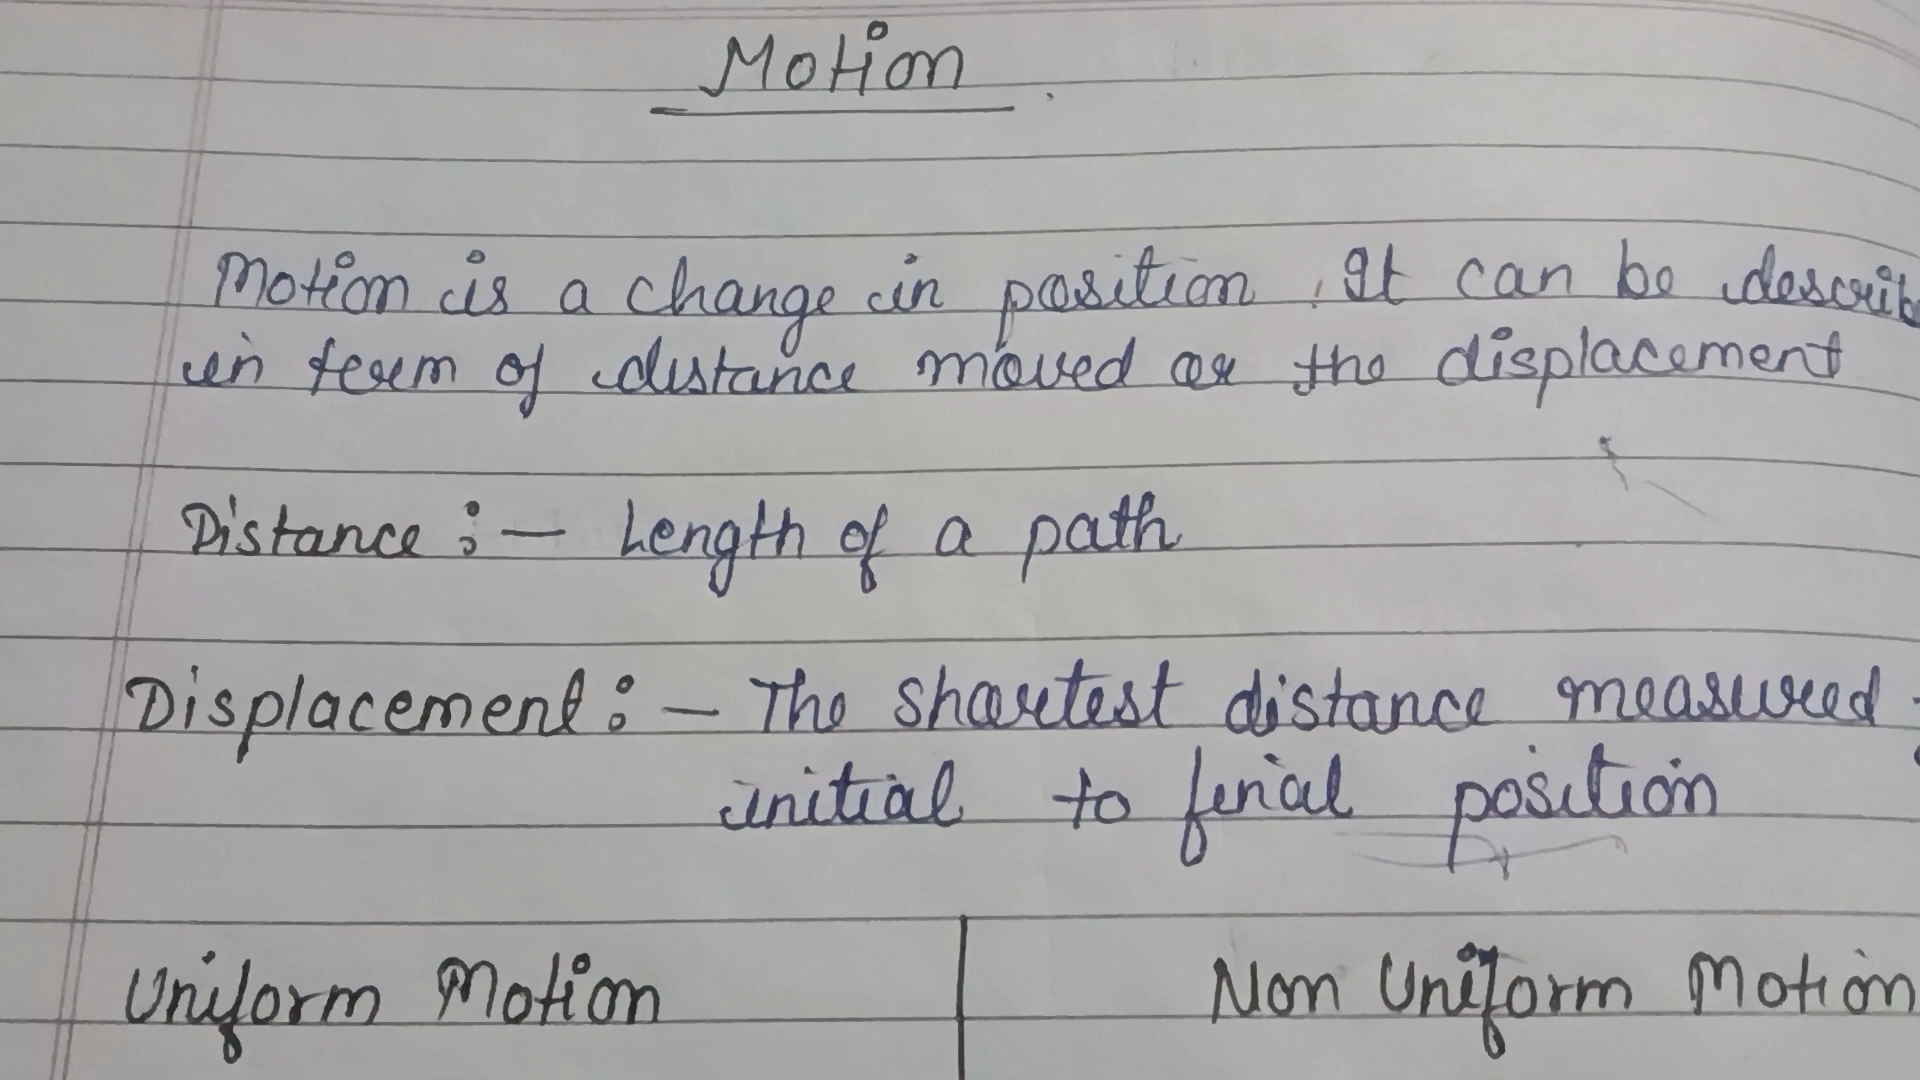 Motion
Motion is a change in position. It can be describ
in term of distance moved or the displacement
Distance :- Length of a path
Displacement :- The shortest distance measured
initial to final position
Uniform Motion Non Uniform Motion